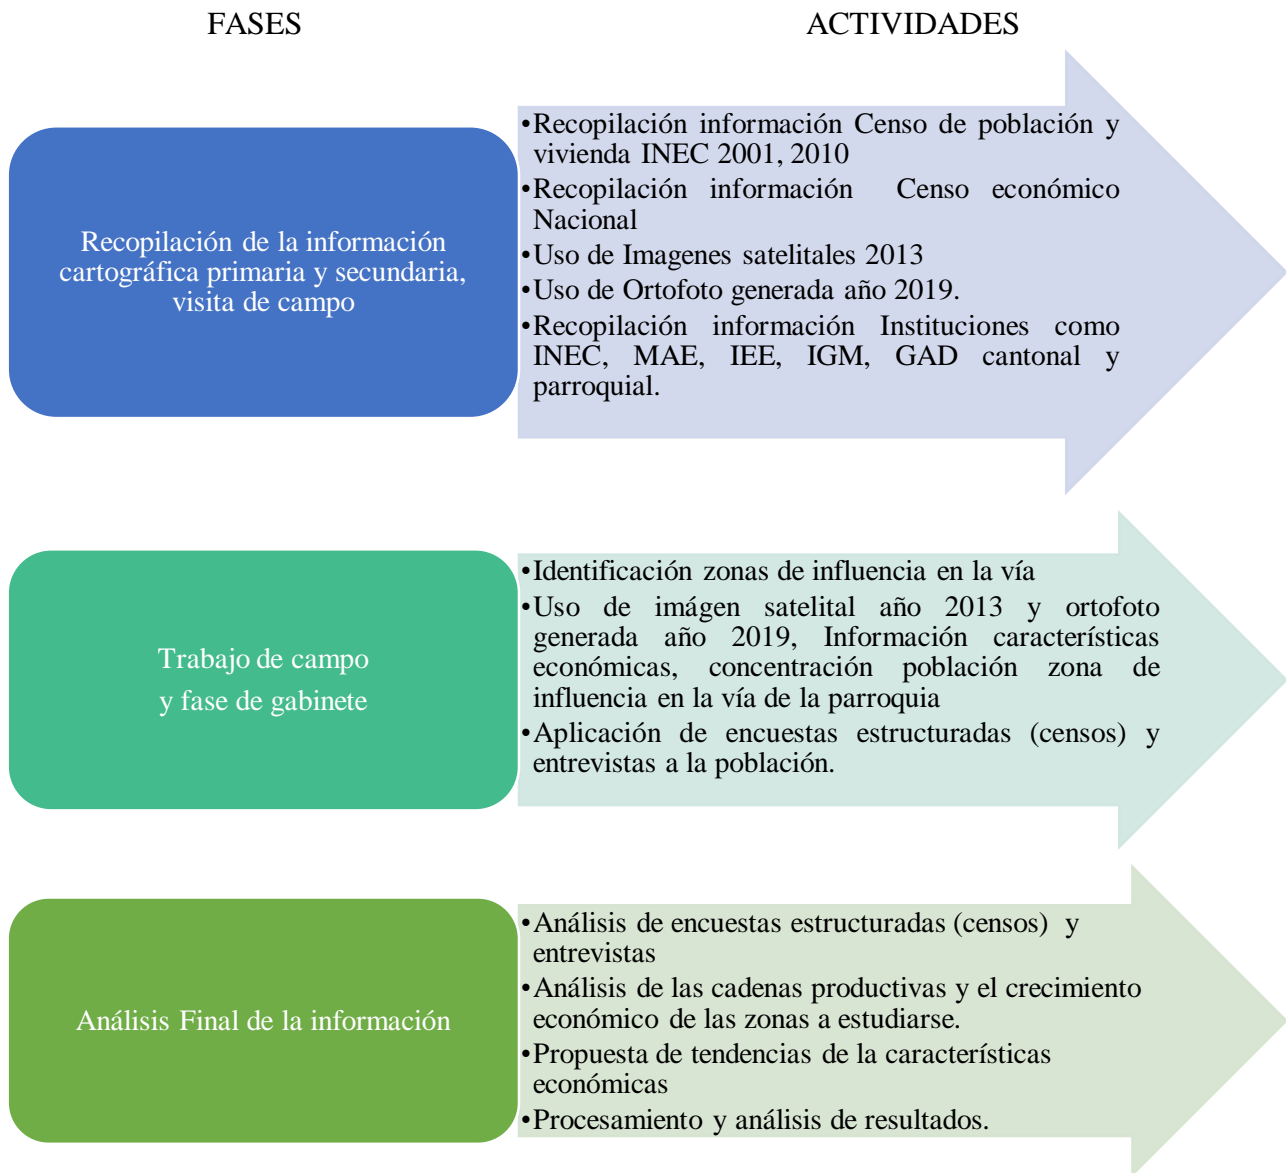 FASES
ACTIVIDADES
Recopilación de la información
cartográfica primaria y secundaria,
visita de campo
•Recopilación información Censo de población y
vivienda INEC 2001, 2010
•Recopilación información Censo económico
Nacional
•Uso de Imagenes satelitales 2013
•Uso de Ortofoto generada año 2019.
•Recopilación información Instituciones como
INEC, MAE, IEE, IGM, GAD cantonal y
parroquial.
Trabajo de campo
y fase de gabinete
•Identificación zonas de influencia en la vía
•Uso de imágen satelital año 2013 y ortofoto
generada año 2019, Información características
económicas, concentración población zona de
influencia en la vía de la parroquia
•Aplicación de encuestas estructuradas (censos) y
entrevistas a la población.
Análisis Final de la información
•Análisis de encuestas estructuradas (censos) y
entrevistas
•Análisis de las cadenas productivas y el crecimiento
económico de las zonas a estudiarse.
•Propuesta de tendencias de la características
económicas
•Procesamiento y análisis de resultados.